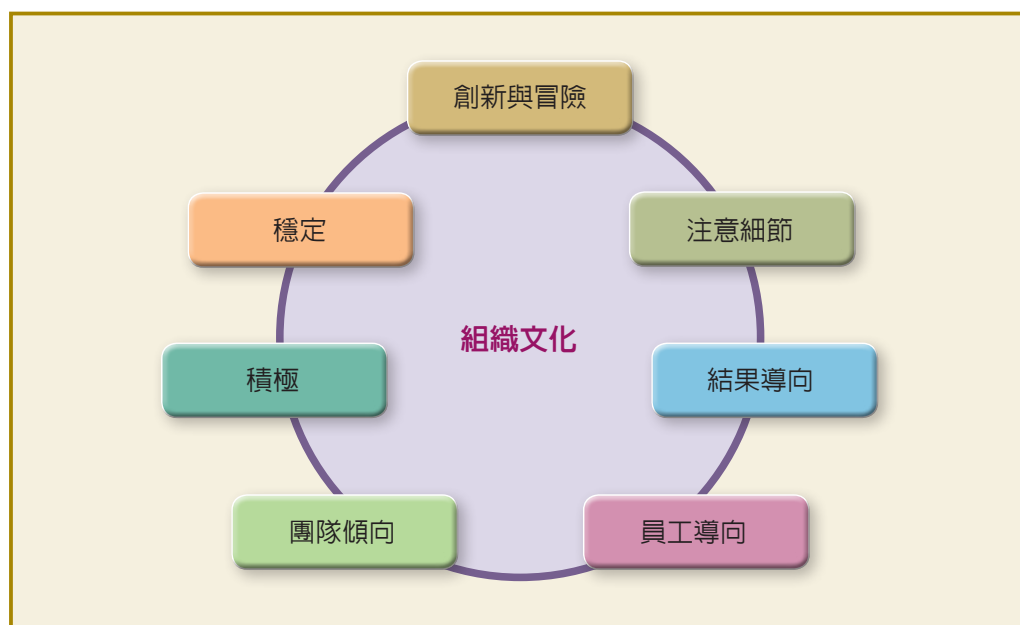 創新與冒險
穩定
注意細節
組織文化
積極
結果導向
團隊傾向
員工導向